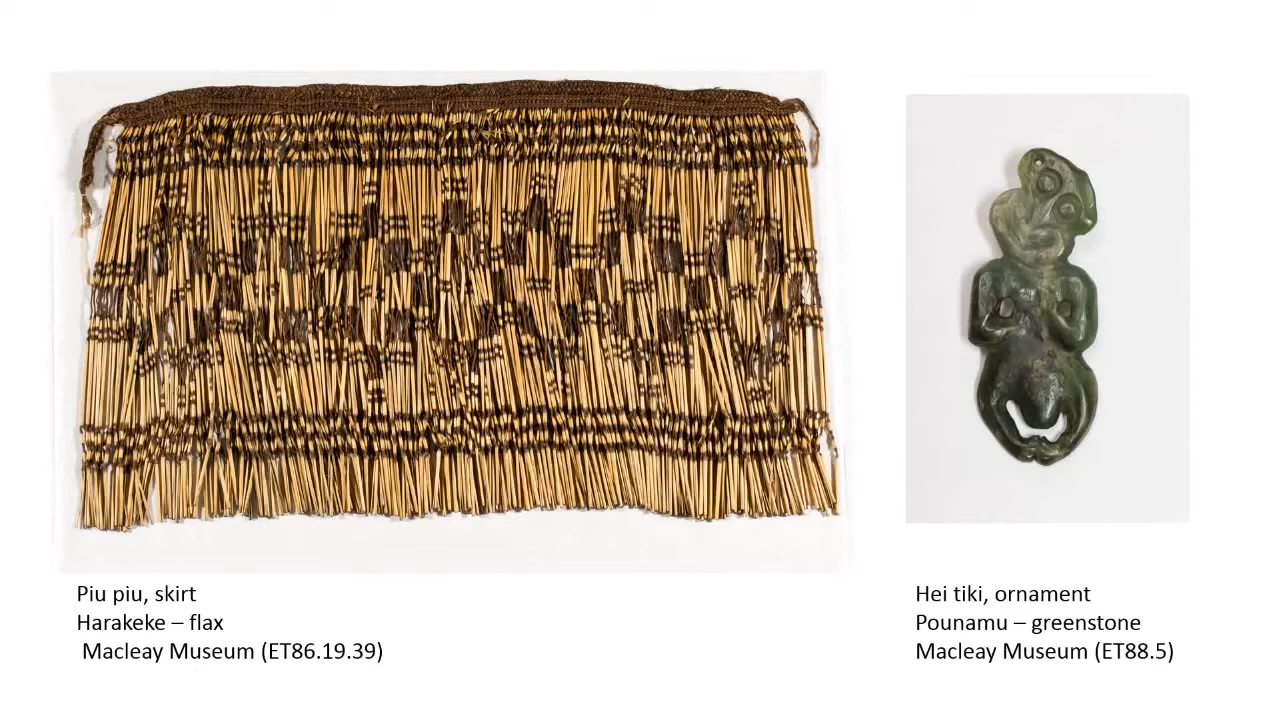 Piu piu, skirt
Harakeke – flax
Macleay Museum (ET86.19.39)
Hei tiki, ornament
Pounamu – greenstone
Macleay Museum (ET88.5)